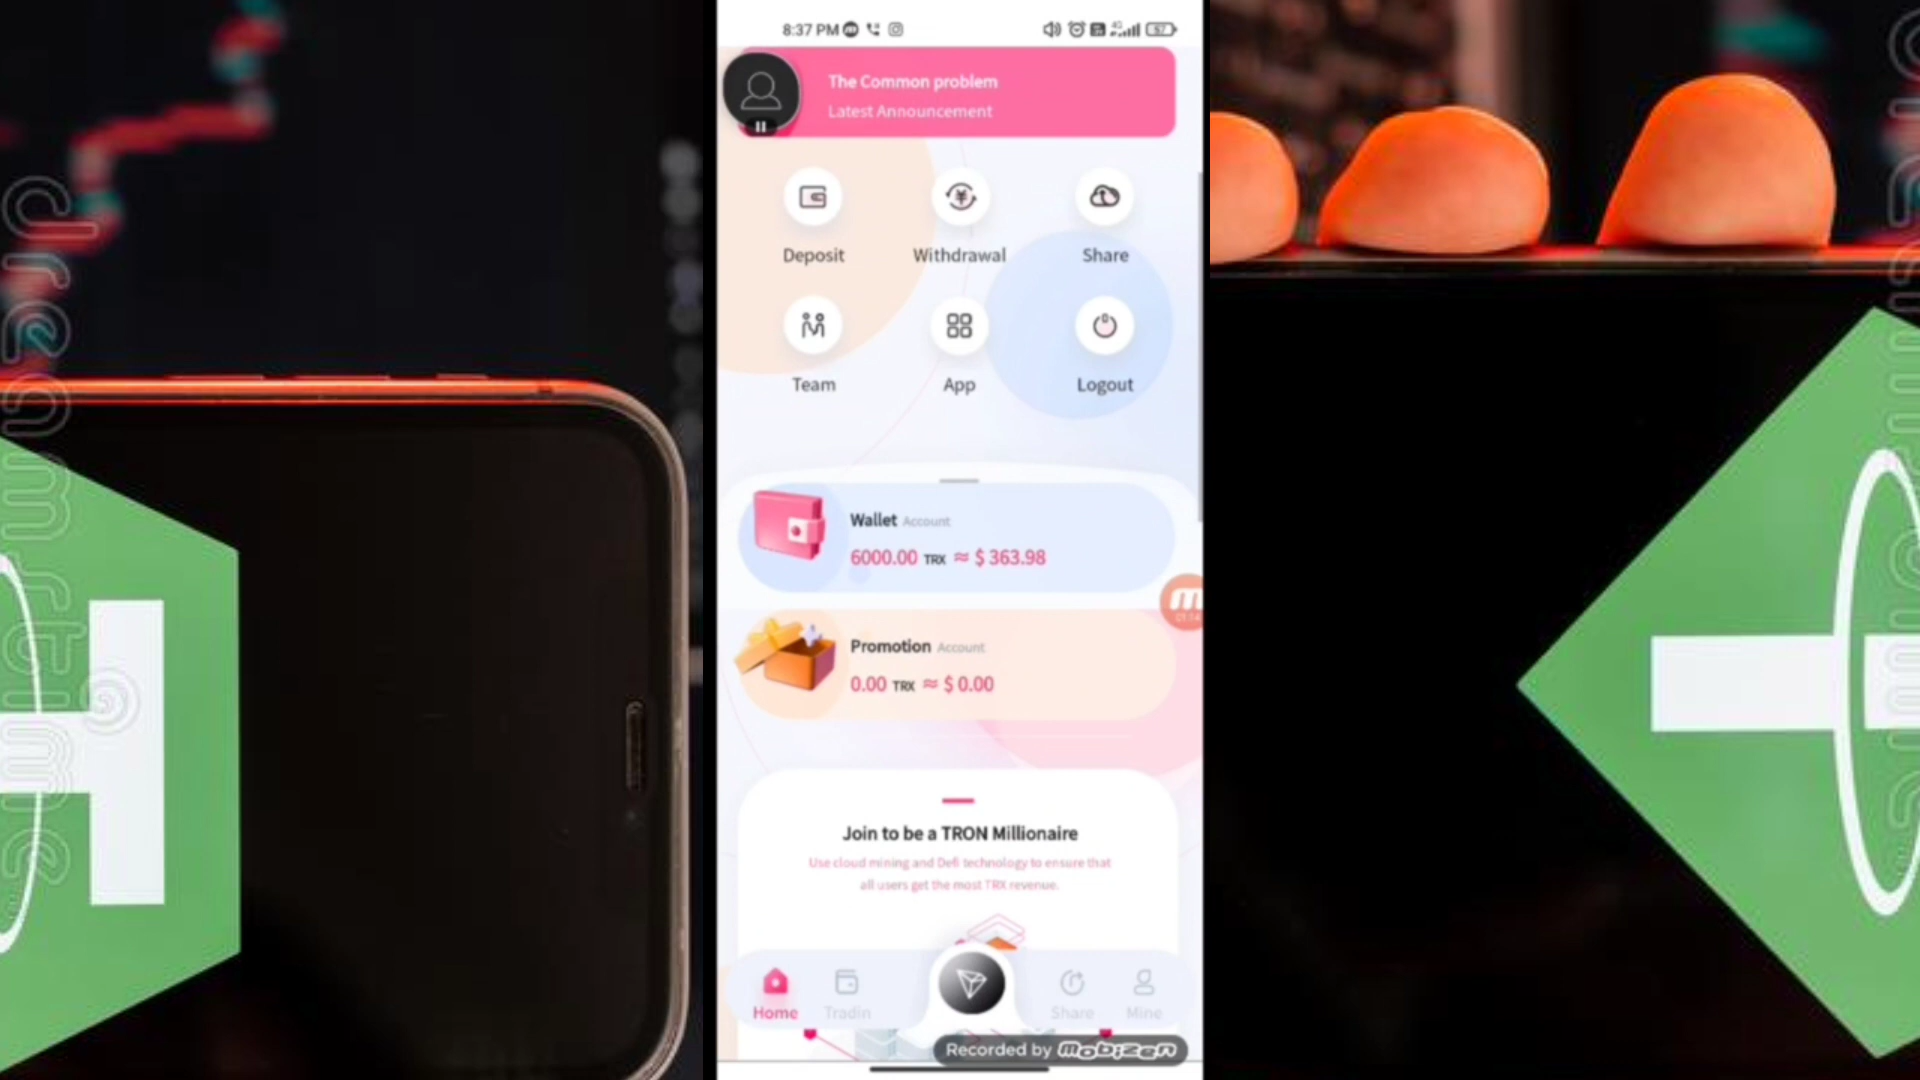 8:37 PM
4G
57
The Common problem
Latest Announcement
Deposit
Withdrawal
Share
Team
App
Logout
Wallet Account
6000.00 TRX ≈ $ 363.98
Promotion Account
0.00 TRX ≈ $ 0.00
Join to be a TRON Millionaire
Use cloud mining and Defi technology to ensure that
all users get the most TRX revenue.
Home
Tradin
Share
Mine
Recorded by mobizen